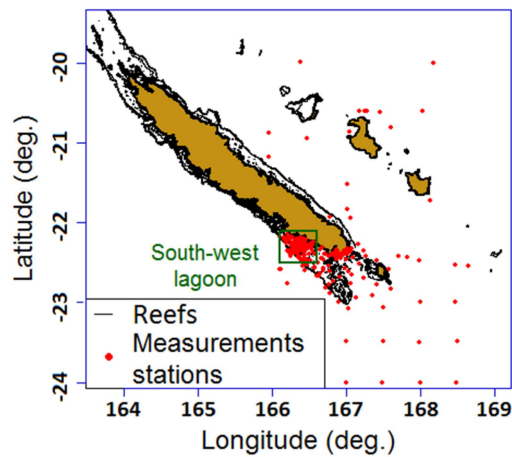 -20
-21
-22
-23
-24
Latitude (deg.)
South-west
lagoon
Reefs
Measurements
stations
164 165 166 167 168 169
Longitude (deg.)